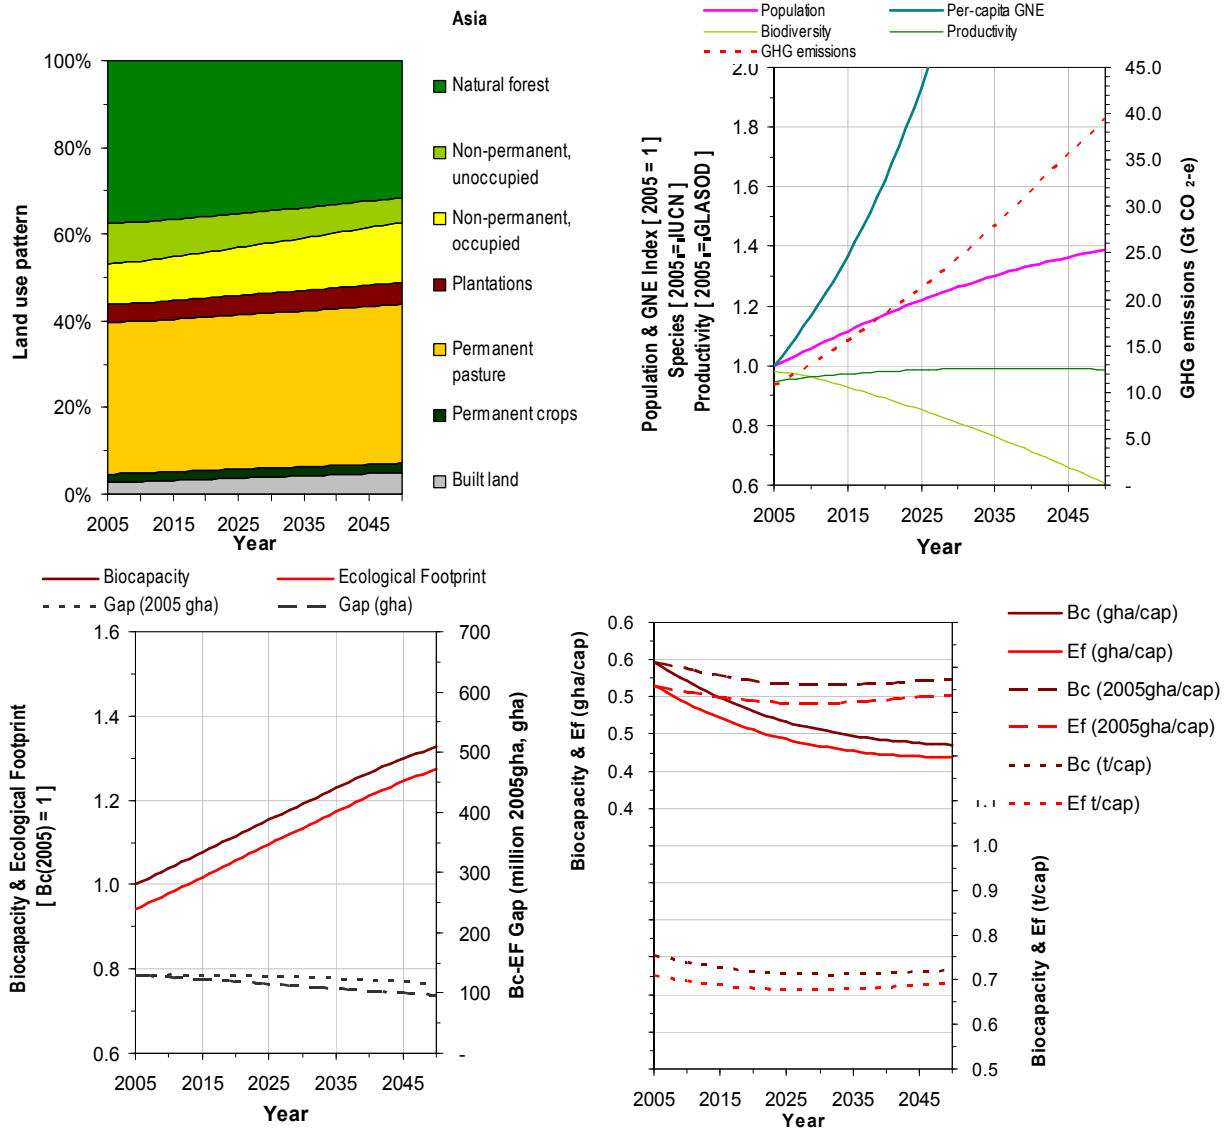 Asia
100%
80%
60%
40%
20%
0%
Land use pattern
2005
2015
2025
2035
2045
Year
Natural forest
Non-permanent,
unoccupied
Non-permanent,
occupied
Plantations
Permanent
pasture
Permanent crops
Built land
Population
Per-capita GNE
Biodiversity
Productivity
GHG emissions
2.0
1.8
1.6
1.4
1.2
1.0
0.8
0.6
Population & GNE Index [ 2005 = 1 ]
Species [ 2005 = IUCN ]
Productivity [ 2005 = GLASOD ]
45.0
40.0
35.0
30.0
25.0
20.0
15.0
10.0
5.0
-
GHG emissions (Gt CO 2-e)
2005
2015
2025
2035
2045
Year
Biocapacity
Ecological Footprint
Gap (2005 gha)
Gap (gha)
1.6
1.4
1.2
1.0
0.8
0.6
Biocapacity & Ecological Footprint
[ Bc(2005) = 1 ]
700
600
500
400
300
200
100
-
Bc-EF Gap (million 2005gha, gha)
2005
2015
2025
2035
2045
Year
0.6
0.6
0.5
0.5
0.4
0.4
Biocapacity & Ef (gha/cap)
Bc (gha/cap)
Ef (gha/cap)
Bc (2005gha/cap)
Ef (2005gha/cap)
Bc (t/cap)
Ef t/cap)
1.0
0.9
0.8
0.7
0.6
0.5
Biocapacity & Ef (t/cap)
2005
2015
2025
2035
2045
Year